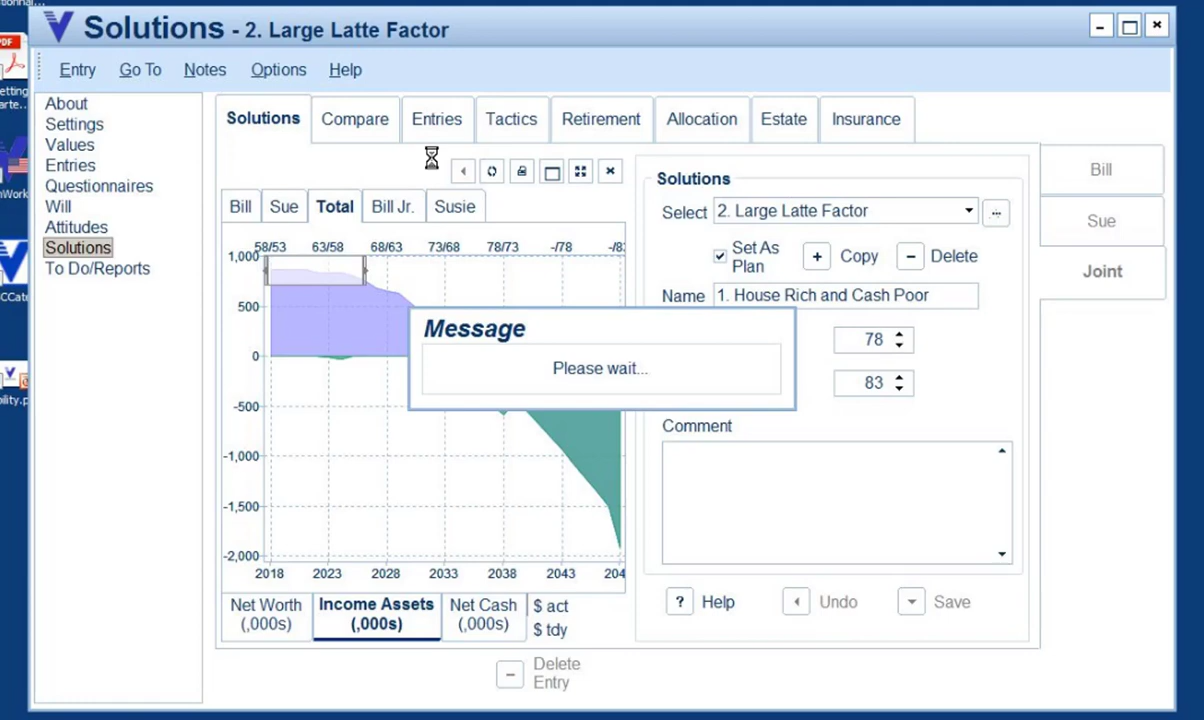 Solutions - 2. Large Latte Factor
Entry Go To Notes Options Help
About
Settings
Values
Entries
Questionnaires
Will
Attitudes
Solutions
To Do/Reports
Solutions Compare Entries Tactics Retirement Allocation Estate Insurance
Bill Sue Total Bill Jr. Susie
58/53 63/58 68/63 73/68 78/73 -/78
1,000
500
0
-500
-1,000
-1,500
-2,000
2018 2023 2028 2033 2038 2043
Net Worth (,000s)
Income Assets (,000s)
Net Cash (,000s)
$ act
$ tdy
Delete
Entry
Message
Please wait...
Solutions
Select 2. Large Latte Factor ...
Set As
Plan
+ Copy - Delete
Name 1. House Rich and Cash Poor
78
83
Comment
? Help Undo Save
Bill
Sue
Joint
PDF